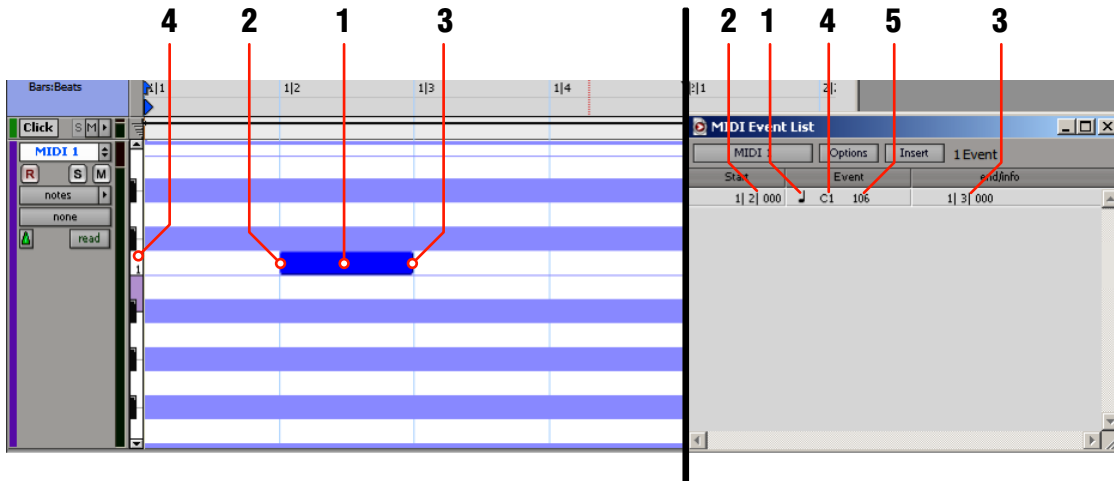 4 2 1 3
2 1 4 5 3
Bars:Beats
1|1 1|2 1|3 1|4
2|1
Click S M
MIDI 1
R S M
notes
none
read
1
MIDI Event List
MIDI 1 Options Insert 1 Event
Start Event end/info
1| 2| 000 C1 106 1| 3| 000